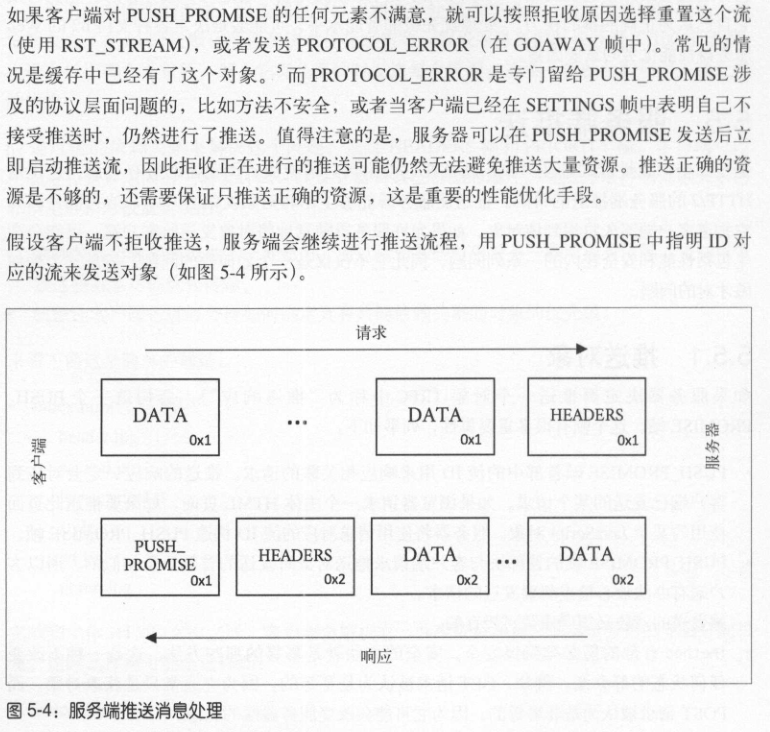 如果客户端对 PUSH_PROMISE 的任何元素不满意，就可以按照拒收原因选择重置这个流
（使用 RST_STREAM），或者发送 PROTOCOL_ERROR（在 GOAWAY 帧中）。常见的情
况是缓存中已经有了这个对象。5 而 PROTOCOL_ERROR 是专门留给 PUSH_PROMISE 涉
及的协议层面问题的，比如方法不安全，或者当客户端已经在 SETTINGS 帧中表明自己不
接受推送时，仍然进行了推送。值得注意的是，服务器可以在 PUSH_PROMISE 发送后立
即启动推送流，因此拒收正在进行的推送可能仍然无法避免推送大量资源。推送正确的资
源是不够的，还需要保证只推送正确的资源，这是重要的性能优化手段。
假设客户端不拒收推送，服务端会继续进行推送流程，用 PUSH_PROMISE 中指明 ID 对
应的流来发送对象（如图 5-4 所示）。
请求
客户端
DATA
0x1
...
DATA
0x1
HEADERS
0x1
服务器
PUSH_
PROMISE
0x1
HEADERS
0x2
DATA
0x2
...
DATA
0x2
响应
图 5-4：服务端推送消息处理